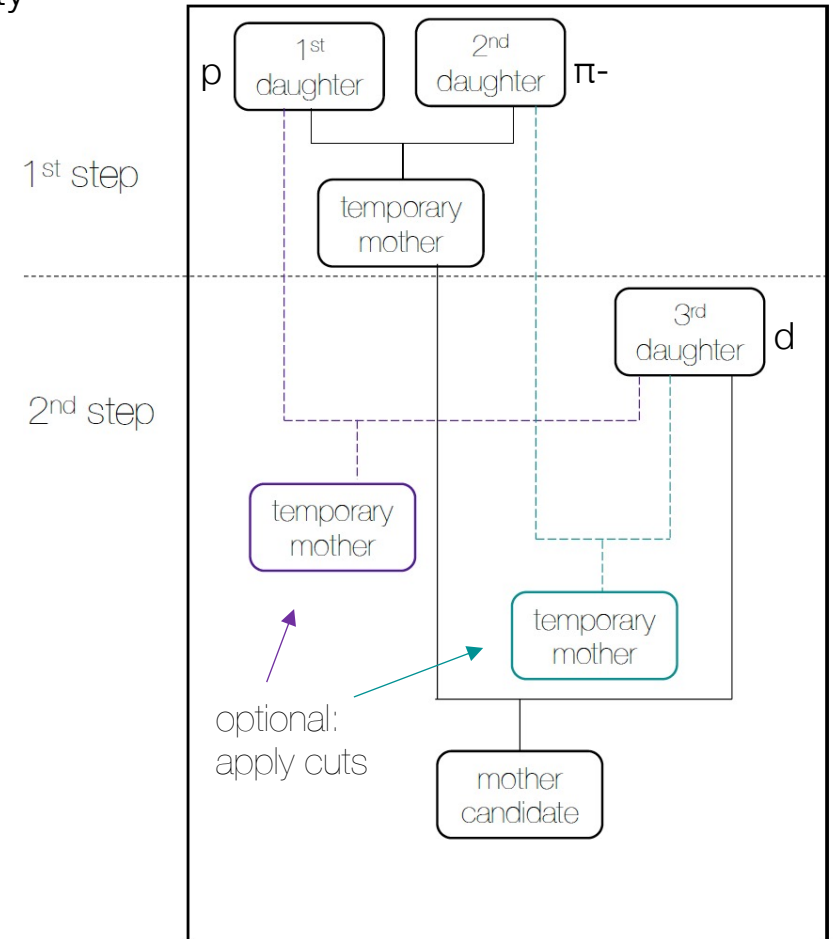 ty
p
1st
daughter
2nd
daughter
π-
1st step
temporary
mother
3rd
daughter
d
2nd step
temporary
mother
temporary
mother
optional:
apply cuts
mother
candidate